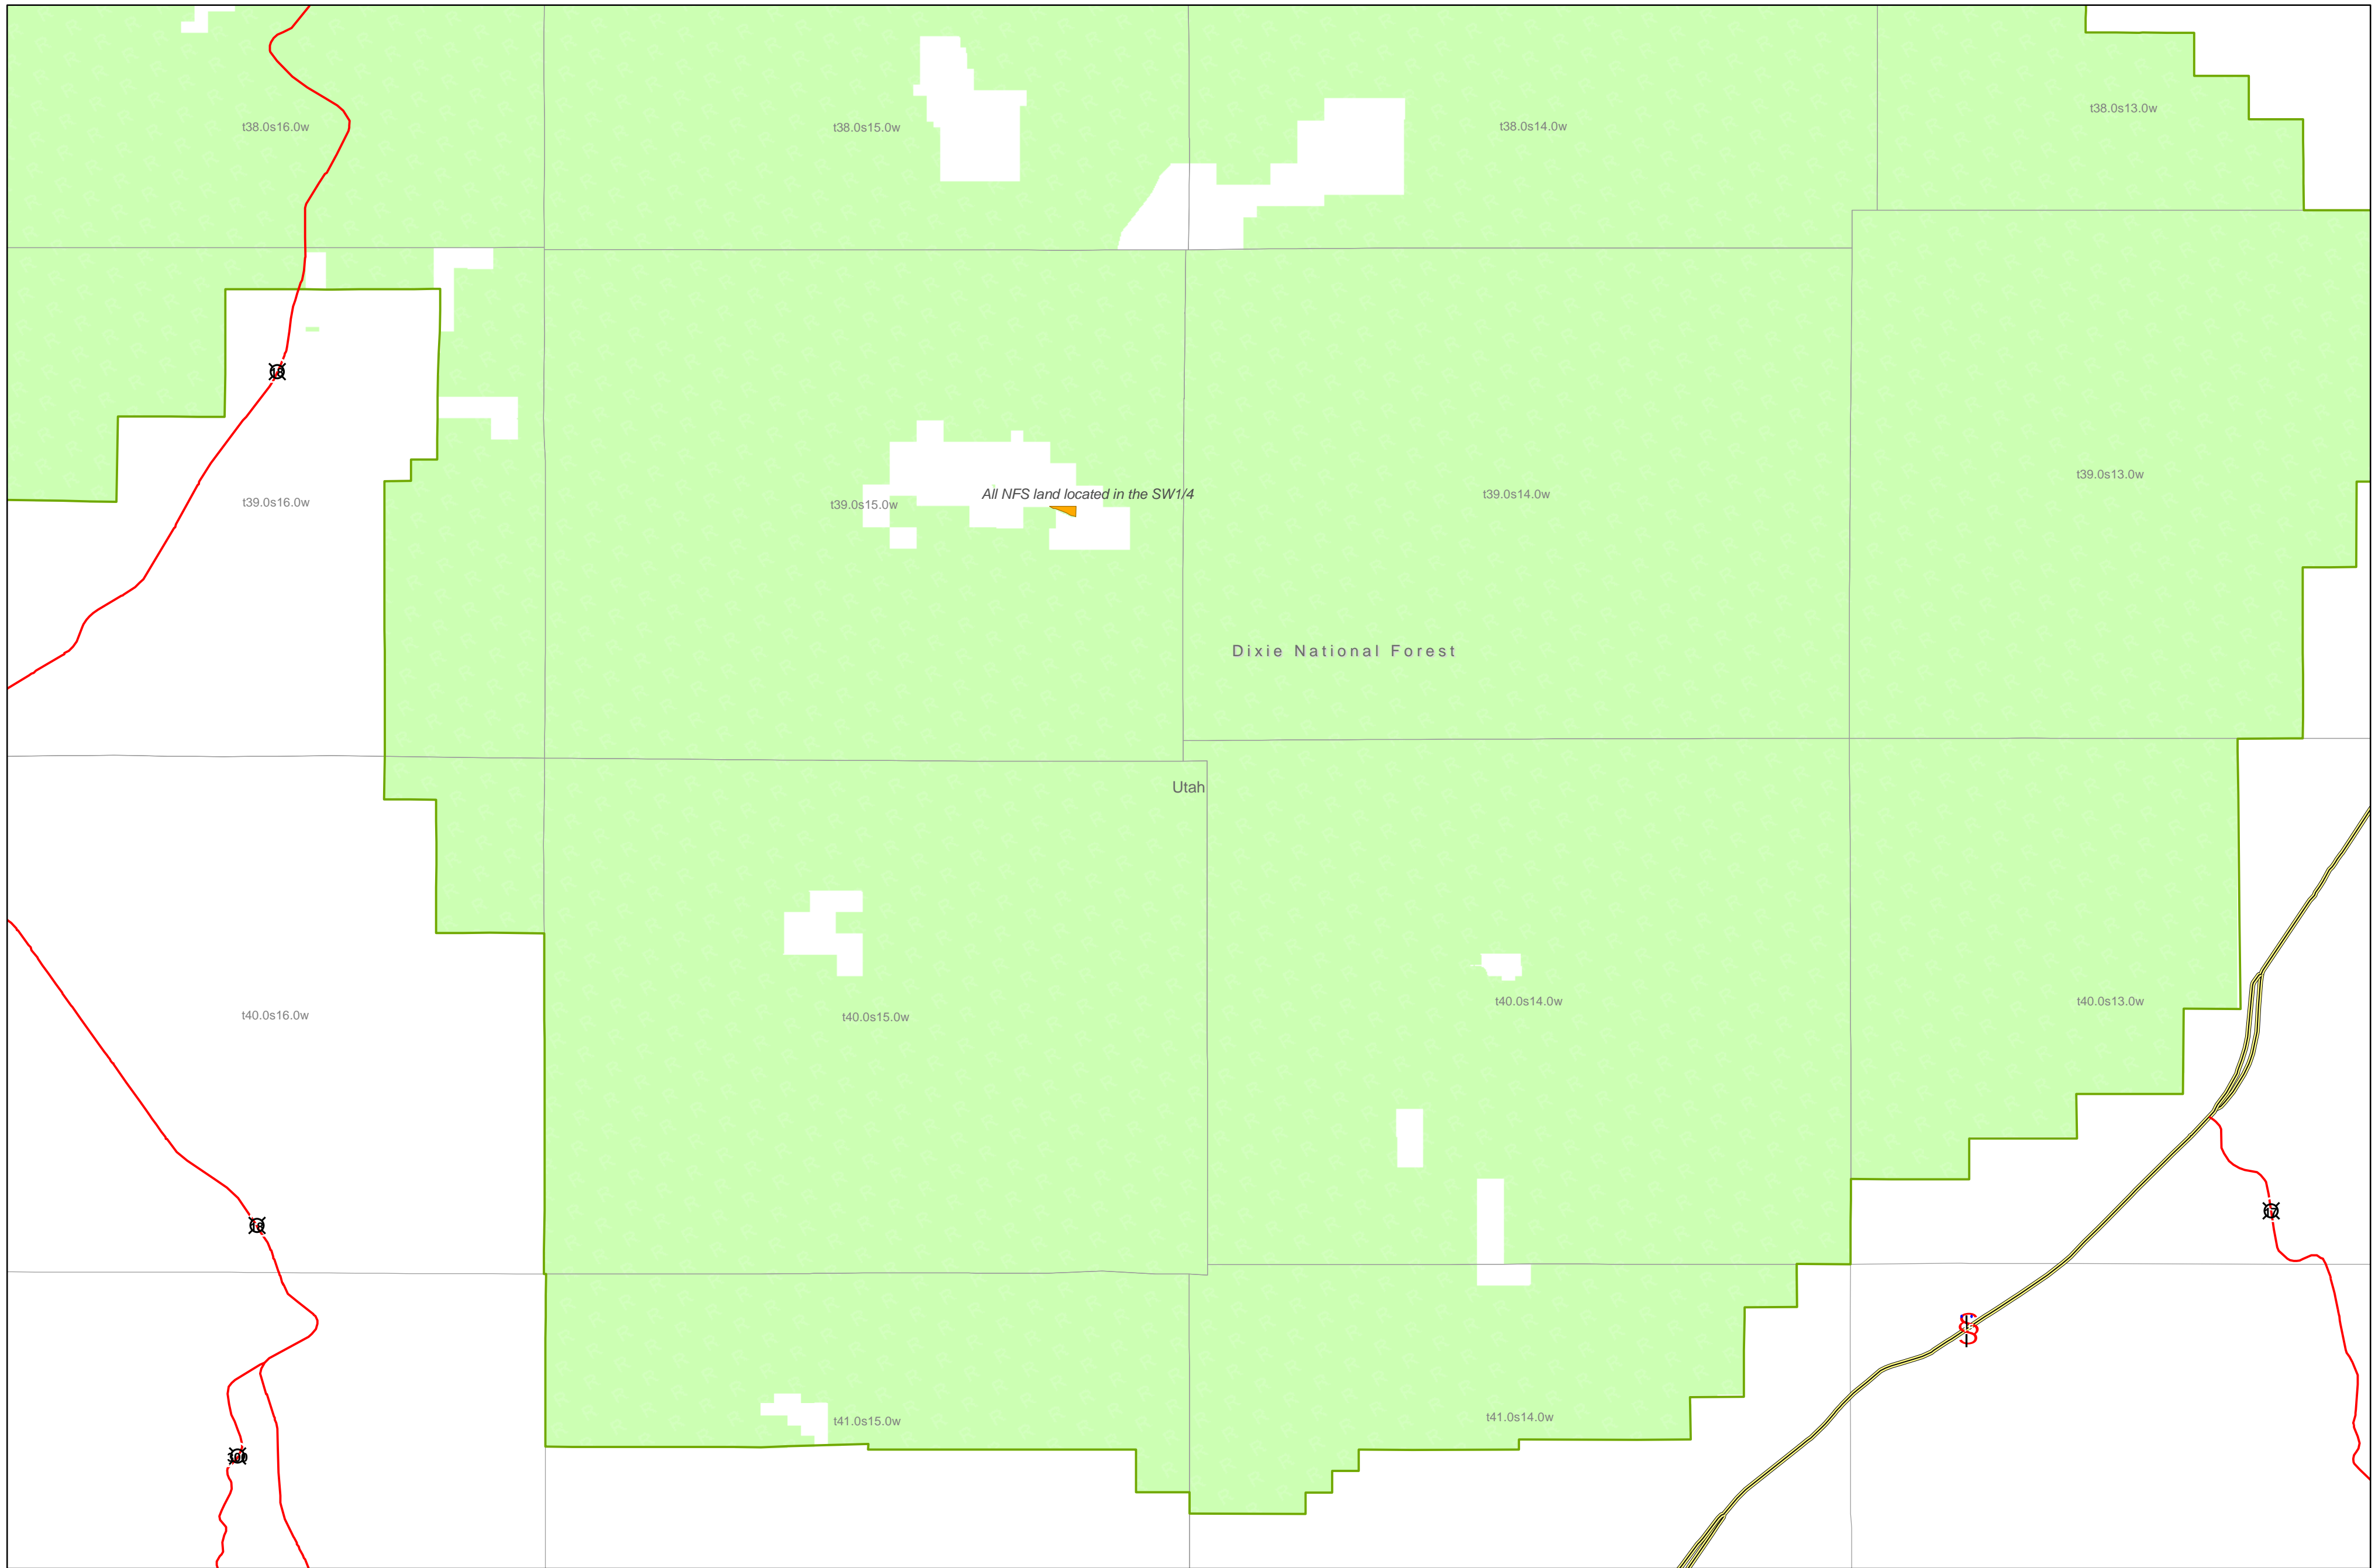 t38.0s16.0w
t38.0s15.0w
t38.0s14.0w
t38.0s13.0w
18
t39.0s16.0w
t39.0s15.0w
All NFS land located in the SW1/4
t39.0s14.0w
t39.0s13.0w
Dixie National Forest
Utah
t40.0s16.0w
t40.0s15.0w
t40.0s14.0w
t40.0s13.0w
17
t41.0s15.0w
t41.0s14.0w